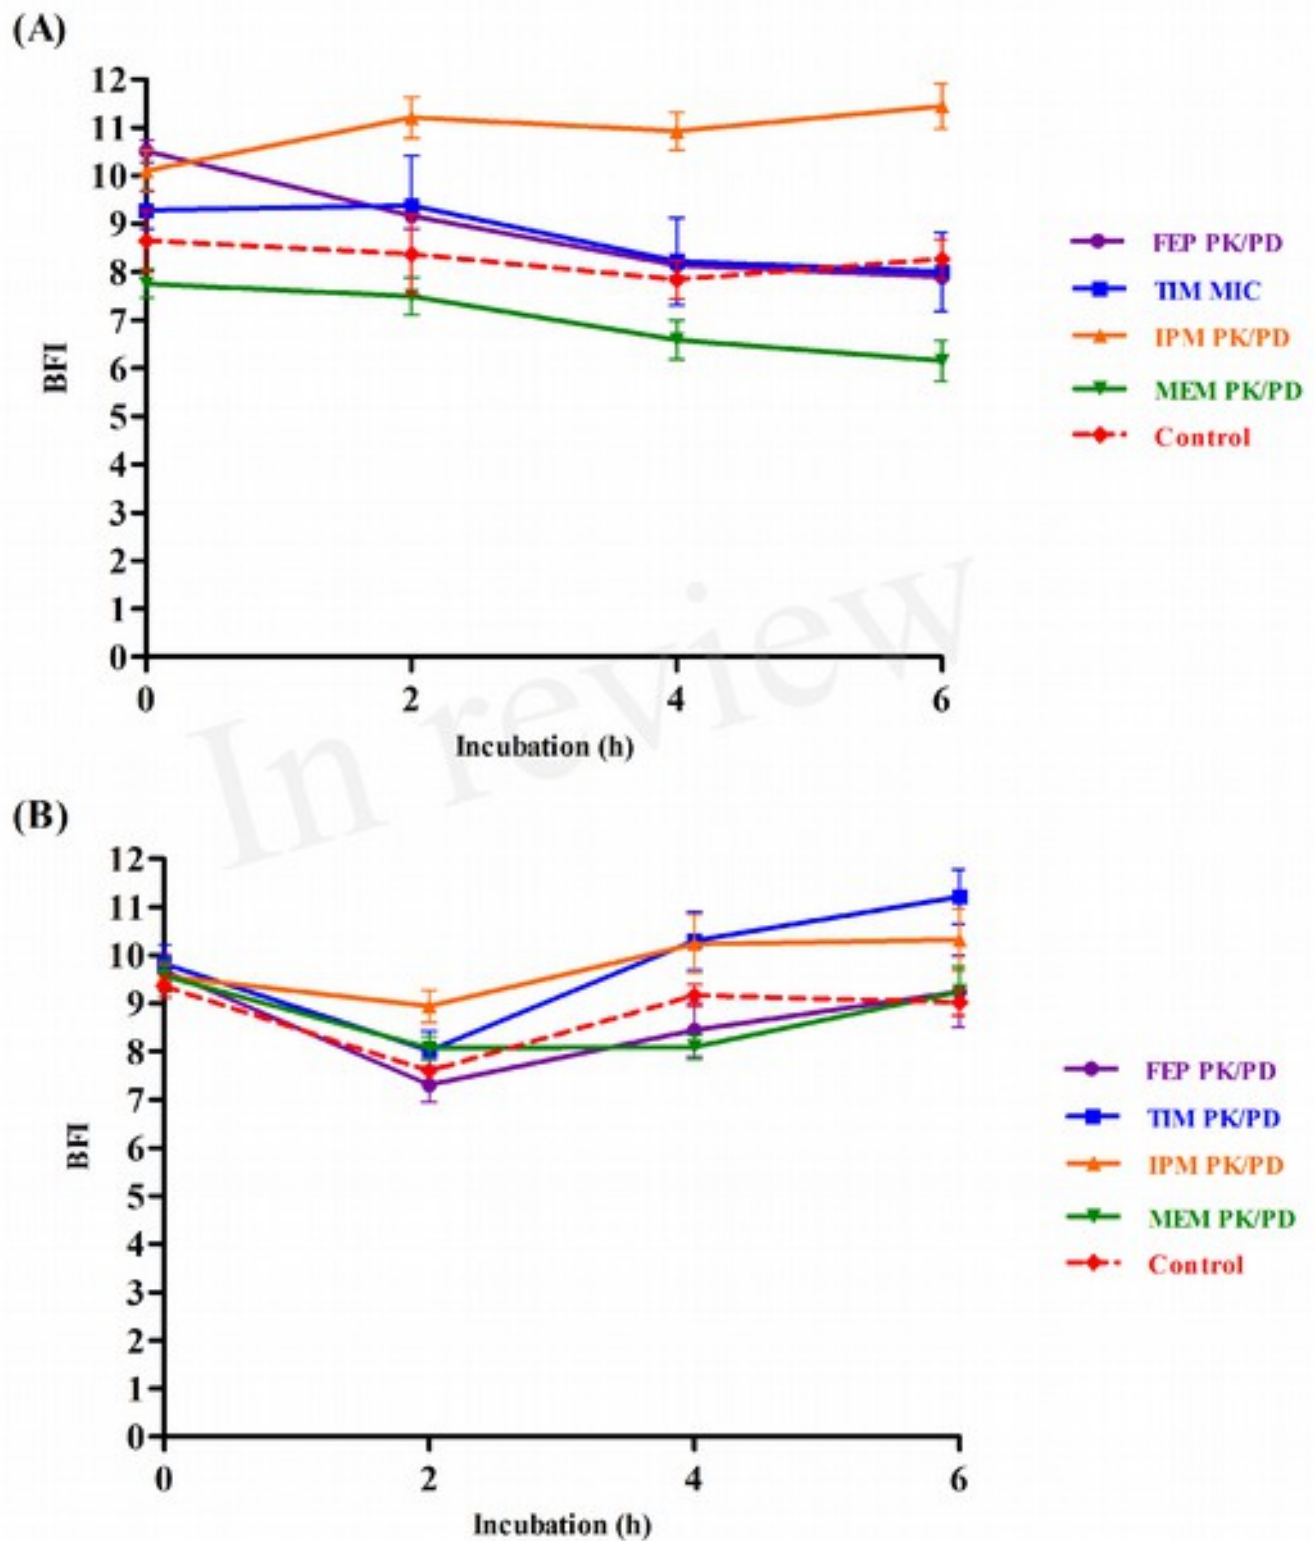 (A)
12
11
10
9
8
7
6
5
4
3
2
1
0
BFI
0 2 4 6
Incubation (h)
FEP PK/PD
TIM MIC
IPM PK/PD
MEM PK/PD
Control
In review
(B)
12
11
10
9
8
7
6
5
4
3
2
1
0
BFI
0 2 4 6
Incubation (h)
FEP PK/PD
TIM PK/PD
IPM PK/PD
MEM PK/PD
Control